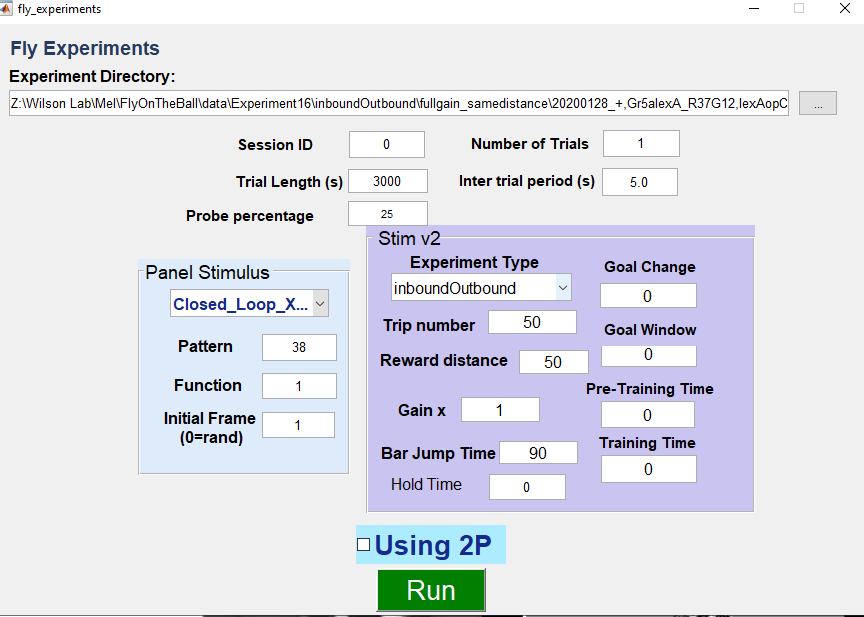 fly_experiments
Fly Experiments
Experiment Directory:
Z:\Wilson Lab\Mel\FlyOnTheBall\data\Experiment16\inboundOutbound\fullgain_samedistance\20200128_+,Gr5alexA_R37G12,lexAopC
...
Session ID 0 Number of Trials 1
Trial Length (s) 3000 Inter trial period (s) 5.0
Probe percentage 25
Panel Stimulus
Closed_Loop_X...
Pattern 38
Function 1
Initial Frame
(0=rand) 1
Stim v2
Experiment Type
inboundOutbound
Trip number 50
Reward distance 50
Gain x 1
Bar Jump Time 90
Hold Time 0
Goal Change
0
Goal Window
0
Pre-Training Time
0
Training Time
0
Using 2P
Run